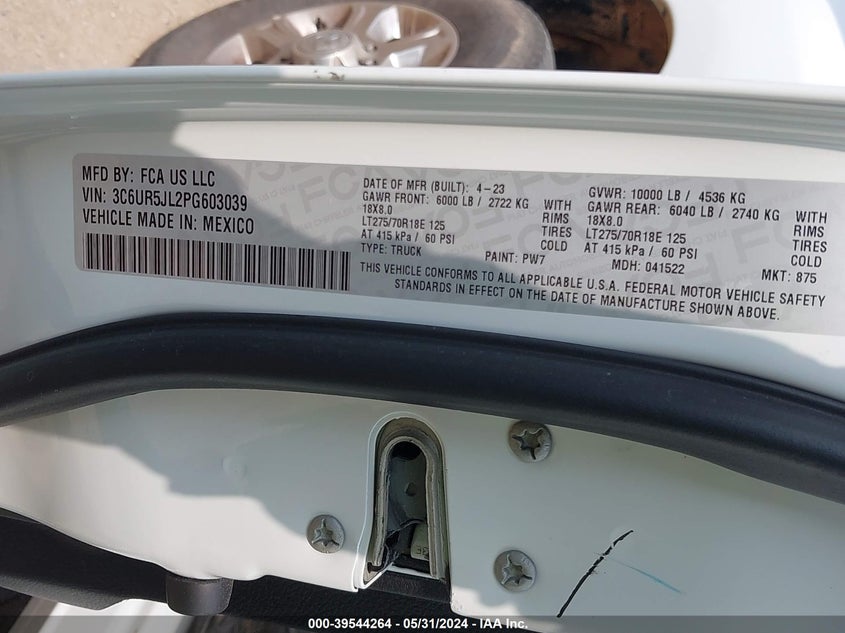 MFD BY: FCA US LLC
VIN: 3C6UR5JL2PG603039
VEHICLE MADE IN: MEXICO
DATE OF MFR (BUILT): 4-23
GAWR FRONT: 6000 LB / 2722 KG WITH
18X8.0 RIMS
LT275/70R18E 125 TIRES
AT 415 kPa / 60 PSI COLD
TYPE: TRUCK PAINT: PW7
GVWR: 10000 LB / 4536 KG
GAWR REAR: 6040 LB / 2740 KG WITH
18X8.0 RIMS
LT275/70R18E 125 TIRES
AT 415 kPa / 60 PSI COLD
MDH: 041522 MKT: 875
THIS VEHICLE CONFORMS TO ALL APPLICABLE U.S.A. FEDERAL MOTOR VEHICLE SAFETY
STANDARDS IN EFFECT ON THE DATE OF MANUFACTURE SHOWN ABOVE.
000-39544264 - 05/31/2024 - IAA Inc.